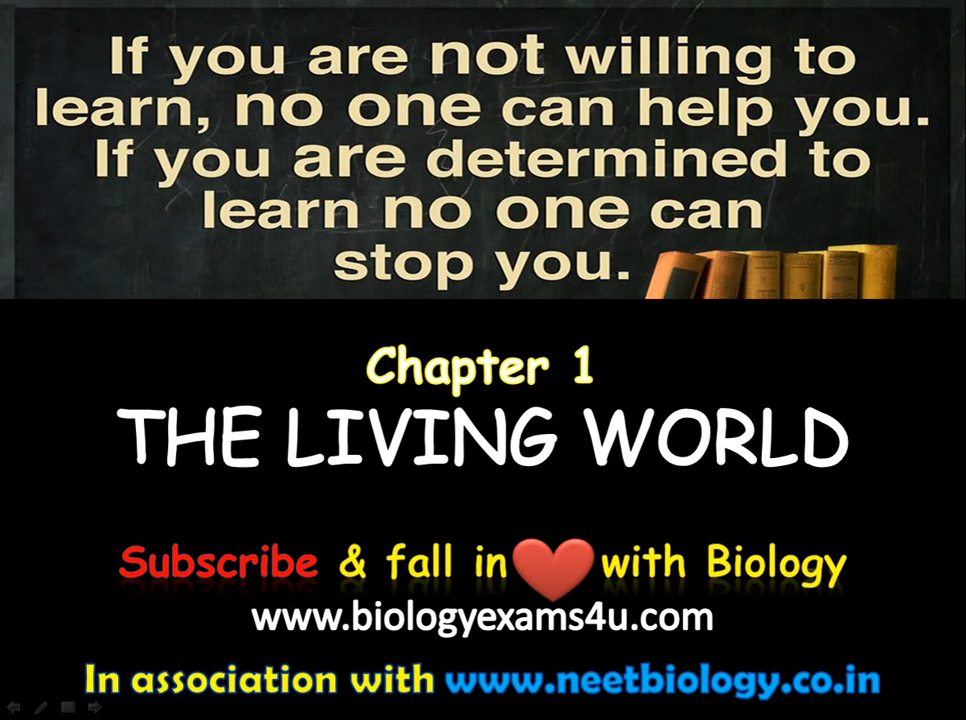 If you are not willing to
learn, no one can help you.
If you are determined to
learn no one can
stop you.
Chapter 1
THE LIVING WORLD
Subscribe & fall in ❤ with Biology
www.biologyexams4u.com
In association with www.neetbiology.co.in